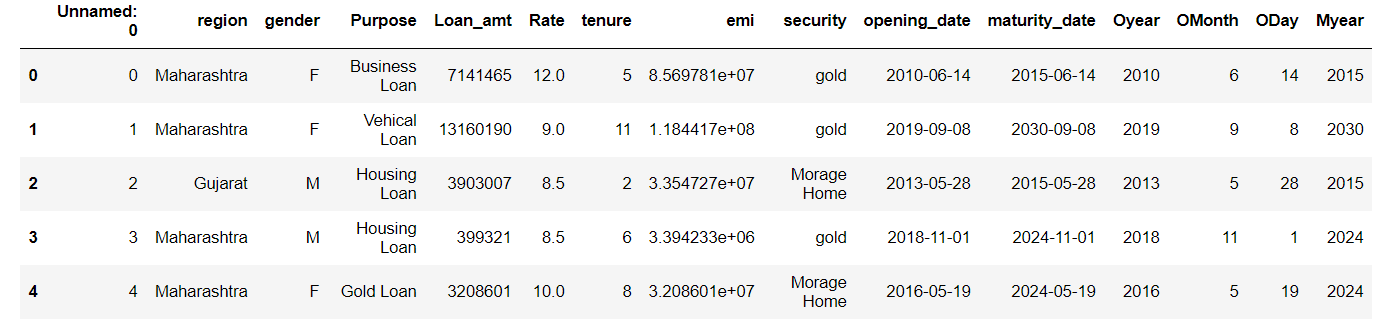 Unnamed: 0 region gender Purpose Loan_amt Rate tenure emi security opening_date maturity_date Oyear OMonth ODay Myear
0 0 Maharashtra F Business Loan 7141465 12.0 5 8.569781e+07 gold 2010-06-14 2015-06-14 2010 6 14 2015
1 1 Maharashtra F Vehical Loan 13160190 9.0 11 1.184417e+08 gold 2019-09-08 2030-09-08 2019 9 8 2030
2 2 Gujarat M Housing Loan 3903007 8.5 2 3.354727e+07 Morage Home 2013-05-28 2015-05-28 2013 5 28 2015
3 3 Maharashtra M Housing Loan 399321 8.5 6 3.394233e+06 gold 2018-11-01 2024-11-01 2018 11 1 2024
4 4 Maharashtra F Gold Loan 3208601 10.0 8 3.208601e+07 Morage Home 2016-05-19 2024-05-19 2016 5 19 2024